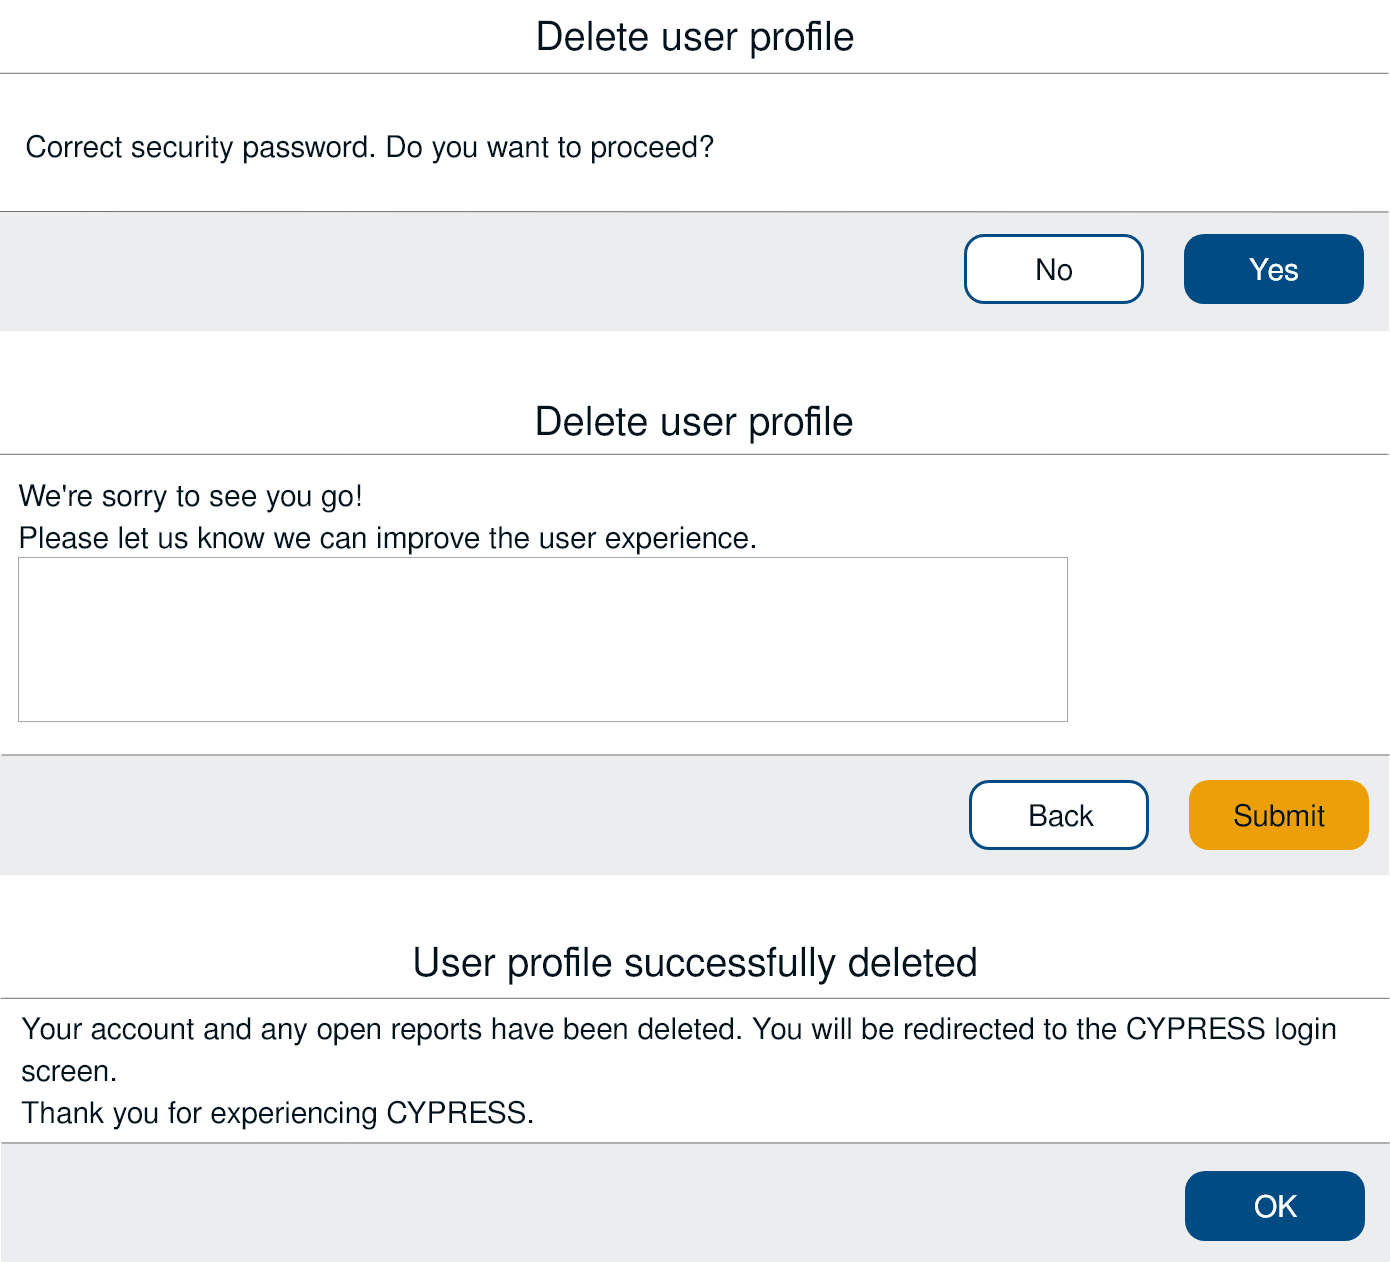 Delete user profile
Correct security password. Do you want to proceed?
No
Yes
Delete user profile
We're sorry to see you go!
Please let us know we can improve the user experience.
Back
Submit
User profile successfully deleted
Your account and any open reports have been deleted. You will be redirected to the CYPRESS login
screen.
Thank you for experiencing CYPRESS.
OK